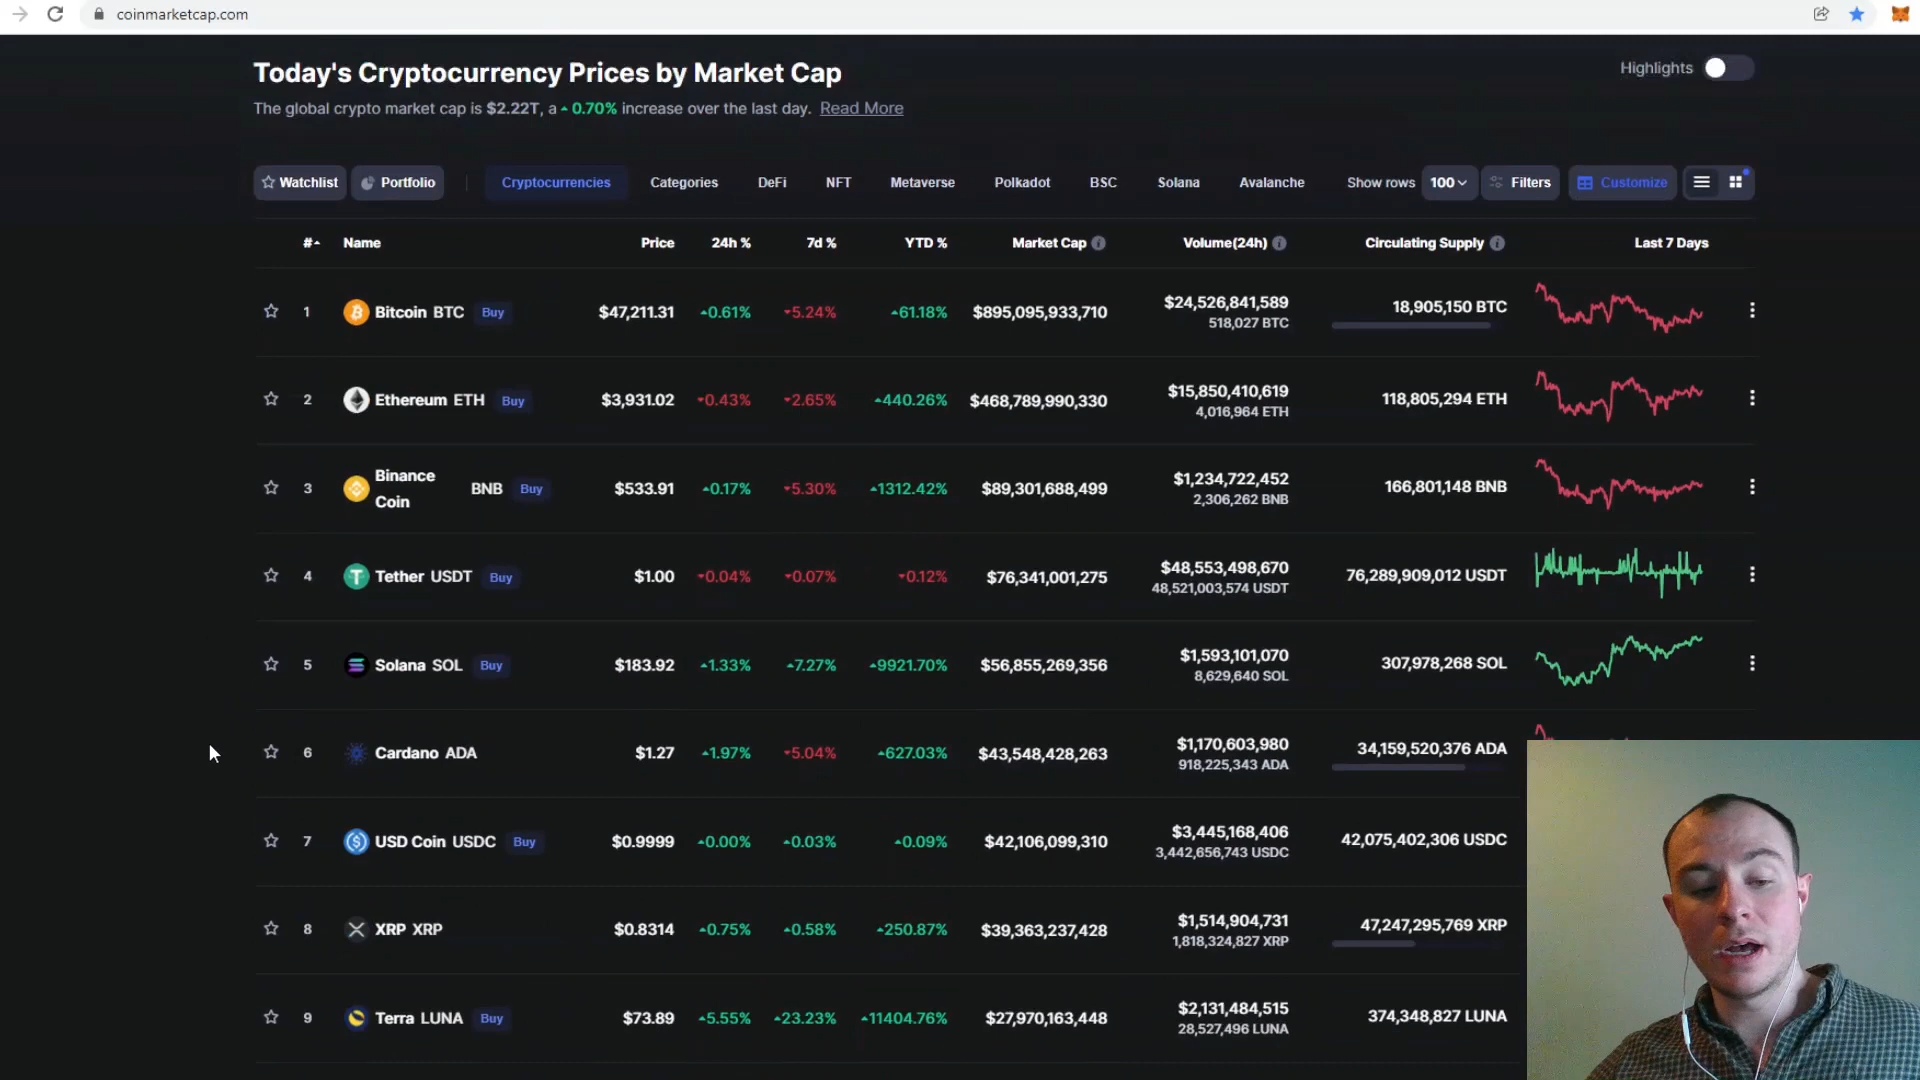 coinmarketcap.com
Today's Cryptocurrency Prices by Market Cap
Highlights
The global crypto market cap is $2.22T, a 0.70% increase over the last day. Read More
Watchlist Portfolio Cryptocurrencies Categories DeFi NFT Metaverse Polkadot BSC Solana Avalanche Show rows 100 Filters Customize
# Name Price 24h % 7d % YTD % Market Cap Volume(24h) Circulating Supply Last 7 Days
1 Bitcoin BTC Buy $47,211.31 0.61% 5.24% 61.18% $895,095,933,710 $24,526,841,589 18,905,150 BTC
518,027 BTC
2 Ethereum ETH Buy $3,931.02 0.43% 2.65% 440.26% $468,789,990,330 $15,850,410,619 118,805,294 ETH
4,016,964 ETH
3 Binance Coin BNB Buy $533.91 0.17% 5.30% 1312.42% $89,301,688,499 $1,234,722,452 166,801,148 BNB
2,306,262 BNB
4 Tether USDT Buy $1.00 0.04% 0.07% 0.12% $76,341,001,275 $48,553,498,670 76,289,909,012 USDT
48,521,003,574 USDT
5 Solana SOL Buy $183.92 1.33% 7.27% 9921.70% $56,855,269,356 $1,593,101,070 307,978,268 SOL
8,629,640 SOL
6 Cardano ADA $1.27 1.97% 5.04% 627.03% $43,548,428,263 $1,170,603,980 34,159,520,376 ADA
918,225,343 ADA
7 USD Coin USDC Buy $0.9999 0.00% 0.03% 0.09% $42,106,099,310 $3,445,168,406 42,075,402,306 USDC
3,442,656,743 USDC
8 XRP XRP $0.8314 0.75% 0.58% 250.87% $39,363,237,428 $1,514,904,731 47,247,295,769 XRP
1,818,324,827 XRP
9 Terra LUNA Buy $73.89 5.55% 23.23% 11404.76% $27,970,163,448 $2,131,484,515 374,348,827 LUNA
28,527,496 LUNA